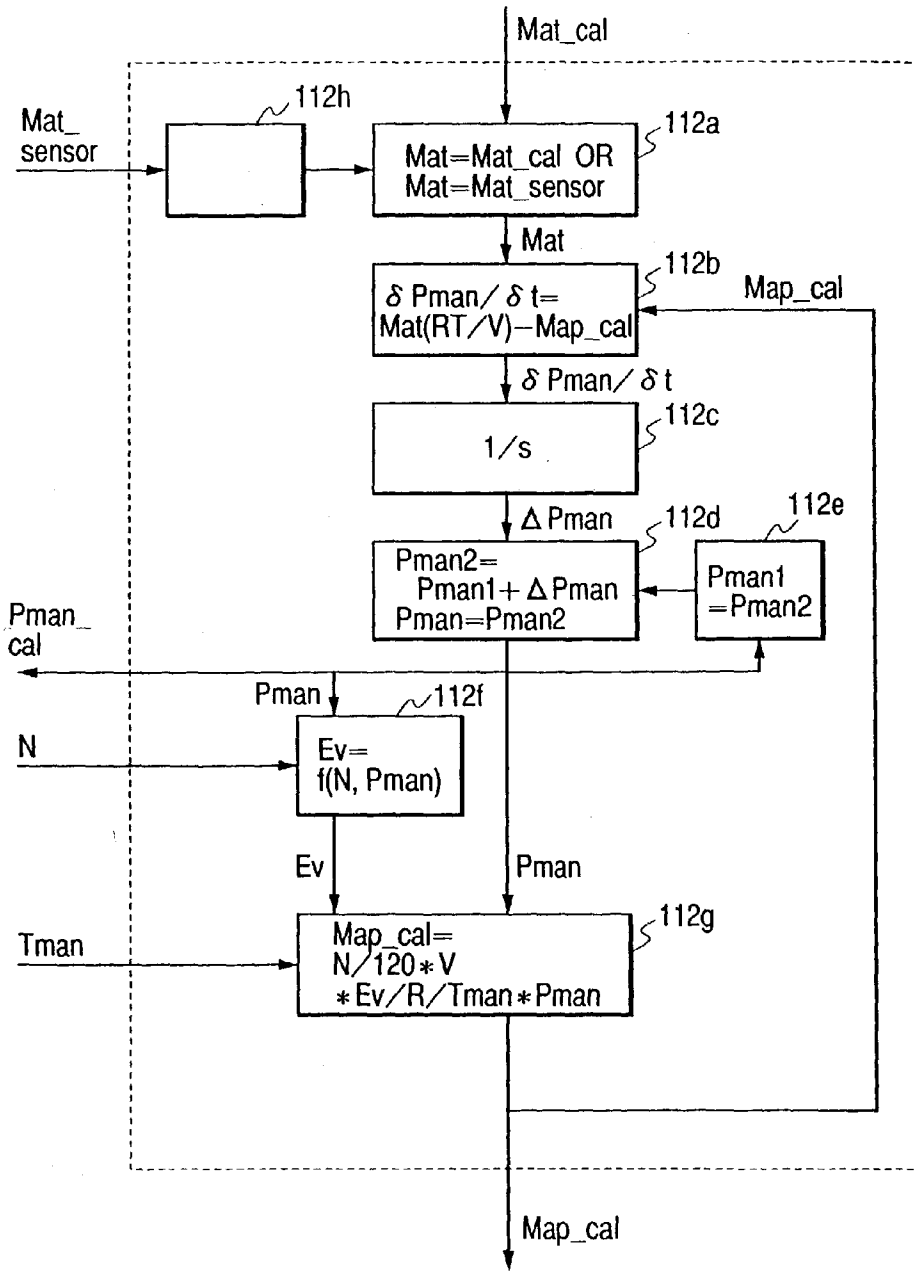 Mat_cal
112h
Mat_
sensor
112a
Mat=Mat_cal OR
Mat=Mat_sensor
Mat
112b
Map_cal
δ Pman/ δ t=
Mat(RT/V)-Map_cal
δ Pman/ δ t
112c
1/s
Δ Pman
112d
112e
Pman2=
Pman1+ Δ Pman
Pman=Pman2
Pman1
=Pman2
Pman_
cal
Pman
112f
N
Ev=
f(N, Pman)
Ev
Pman
112g
Tman
Map_cal=
N/120*V
*Ev/R/Tman*Pman
Map_cal